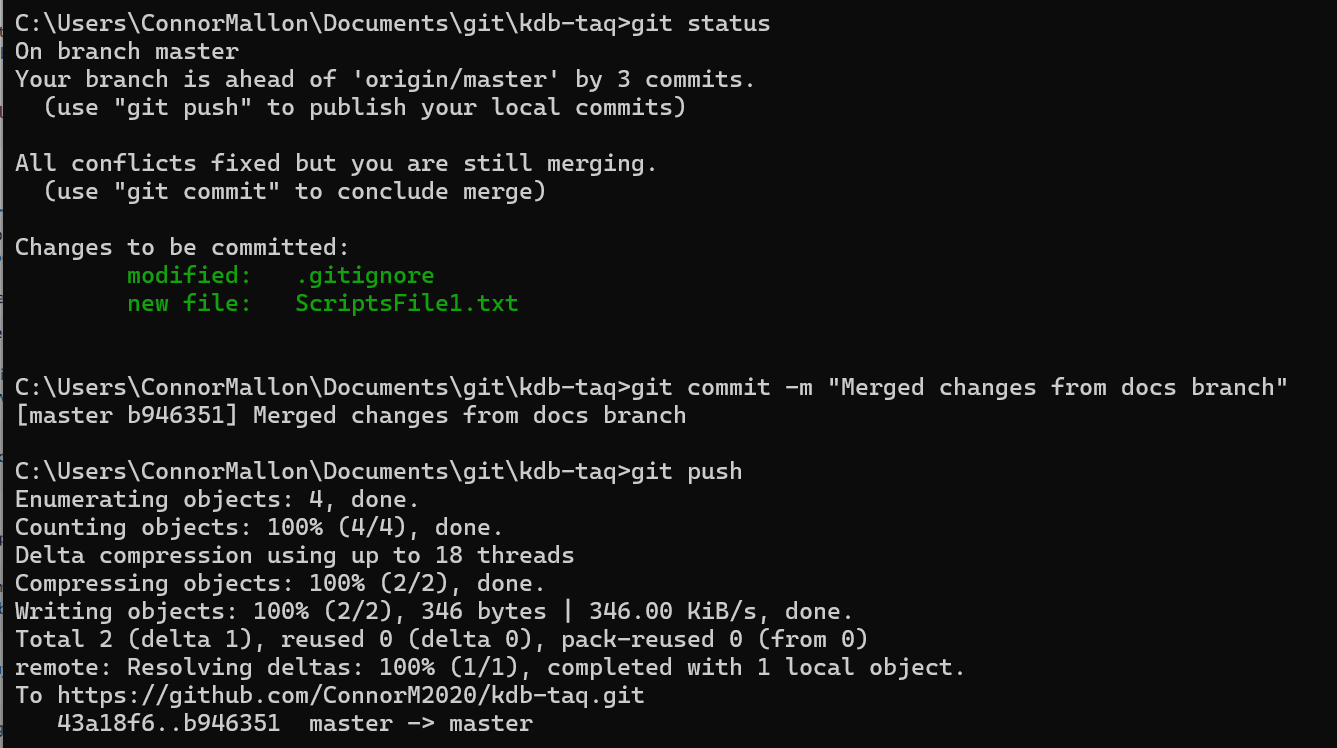 C:\Users\ConnorMallon\Documents\git\kdb-taq>git status
On branch master
Your branch is ahead of 'origin/master' by 3 commits.
  (use "git push" to publish your local commits)

All conflicts fixed but you are still merging.
  (use "git commit" to conclude merge)

Changes to be committed:
        modified:   .gitignore
        new file:   ScriptsFile1.txt


C:\Users\ConnorMallon\Documents\git\kdb-taq>git commit -m "Merged changes from docs branch"
[master b946351] Merged changes from docs branch

C:\Users\ConnorMallon\Documents\git\kdb-taq>git push
Enumerating objects: 4, done.
Counting objects: 100% (4/4), done.
Delta compression using up to 18 threads
Compressing objects: 100% (2/2), done.
Writing objects: 100% (2/2), 346 bytes | 346.00 KiB/s, done.
Total 2 (delta 1), reused 0 (delta 0), pack-reused 0 (from 0)
remote: Resolving deltas: 100% (1/1), completed with 1 local object.
To https://github.com/ConnorM2020/kdb-taq.git
   43a18f6..b946351  master -> master